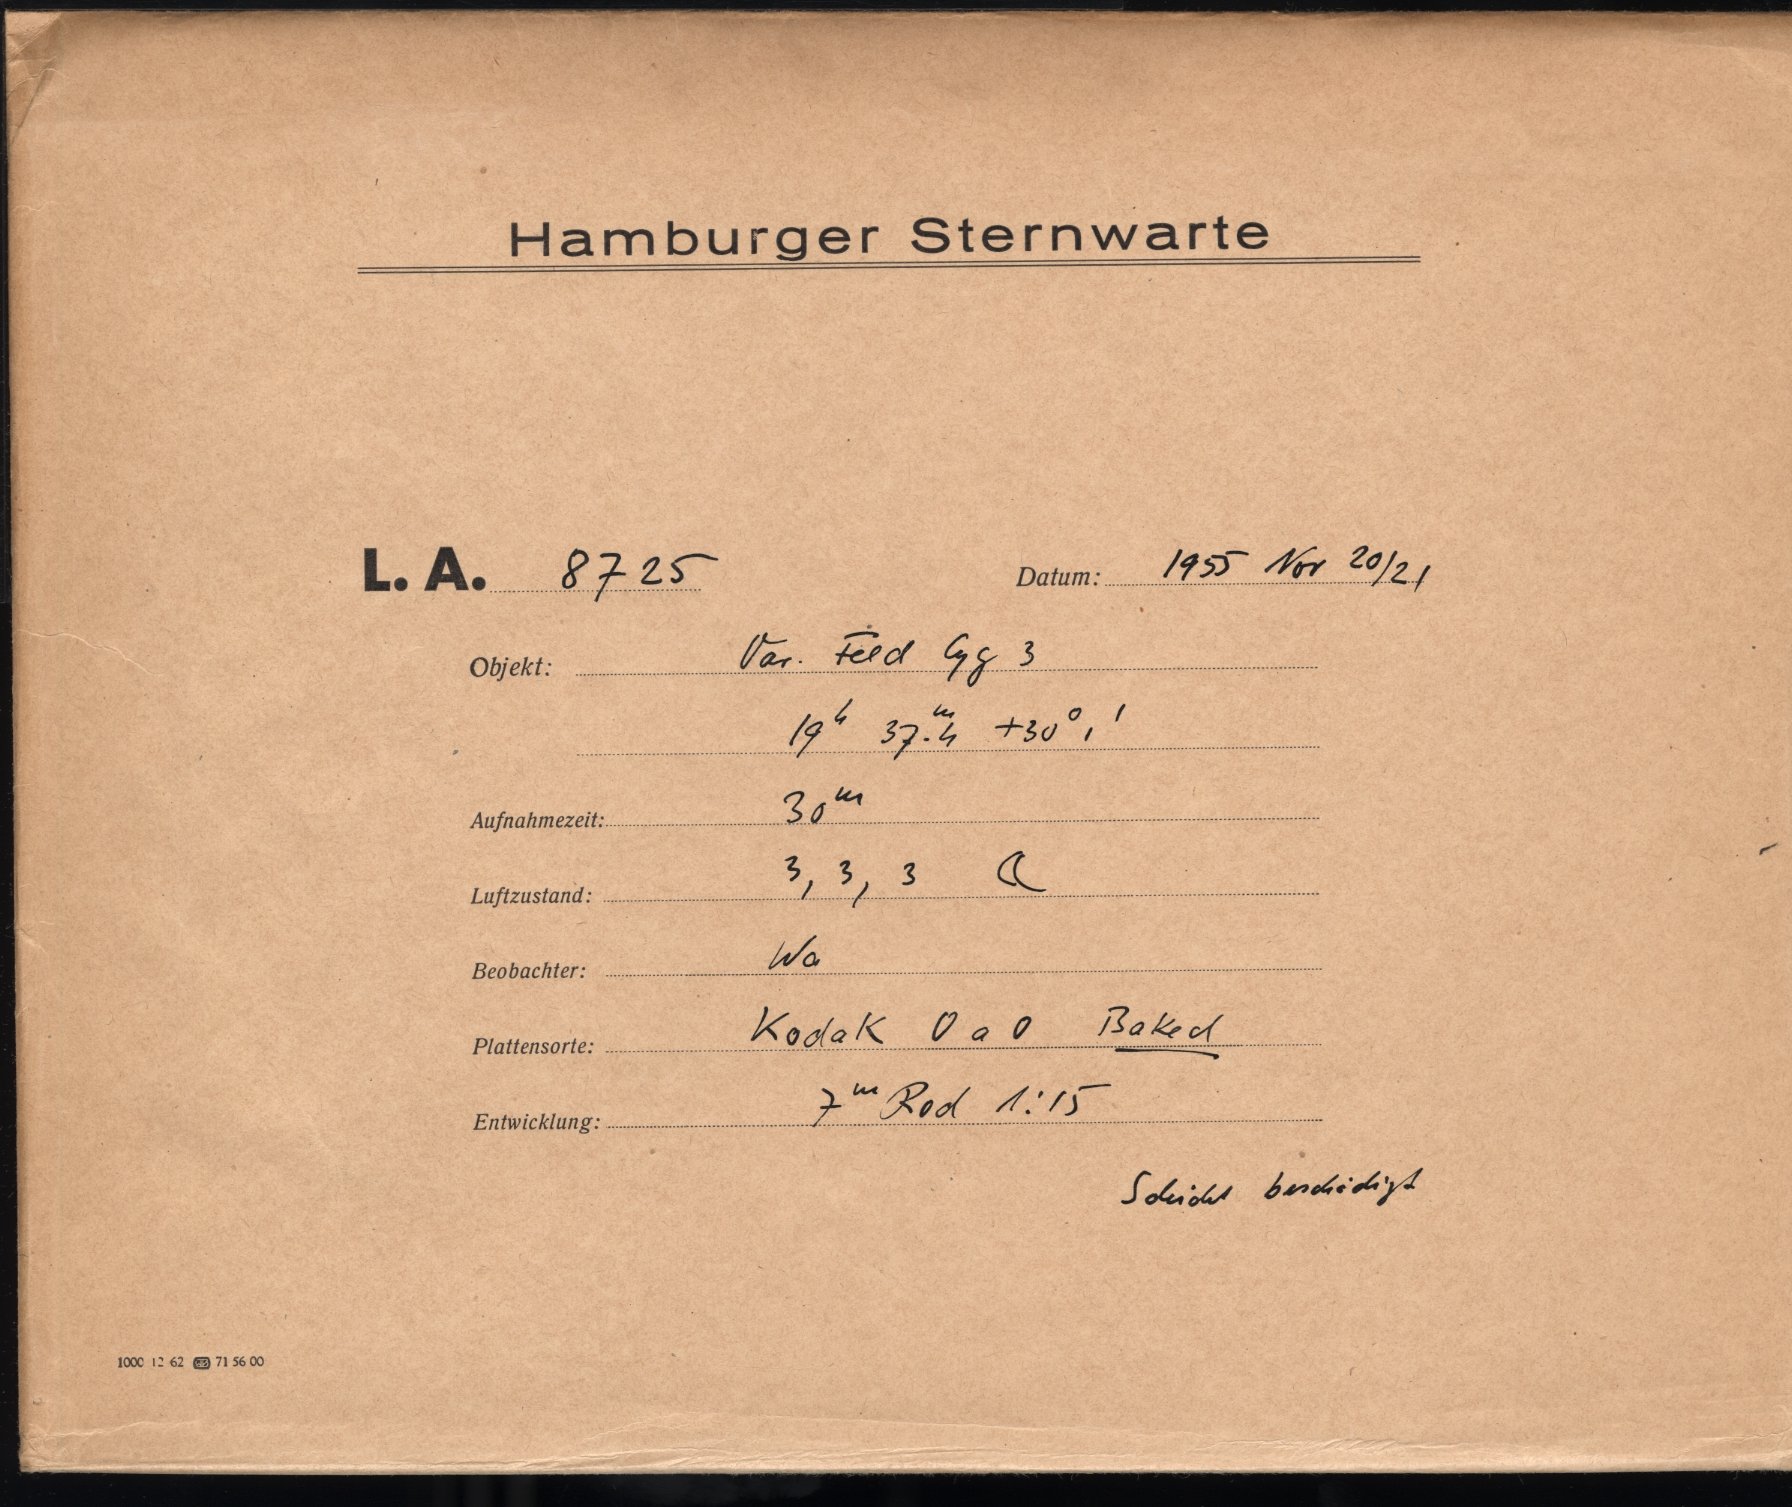 Hamburger Sternwarte
L. A. 8725 Datum: 1955 Nov 20/21
Objekt: Var. Feld Cyg 3
19ʰ 37.ᵐ4 +30° 1'
Aufnahmezeit: 30ᵐ
Luftzustand: 3, 3, 3 ☾
Beobachter: Wa
Plattensorte: Kodak OaO Baked
Entwicklung: 7ᵐ Rod 1:15
Schicht beschädigt
1000 12 62 71 56 00